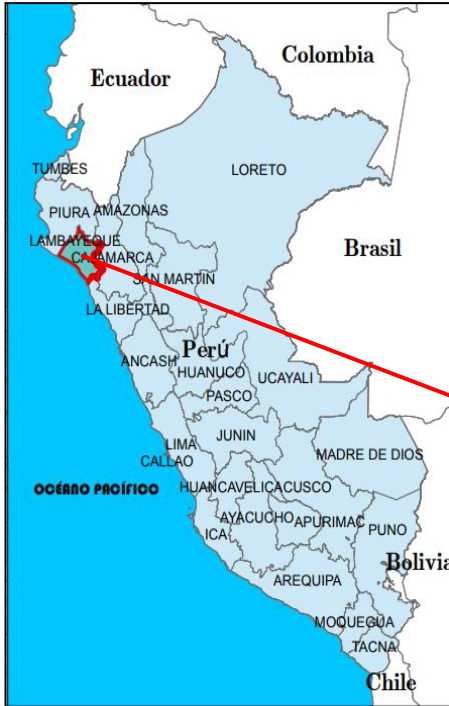 Colombia
Ecuador
TUMBES
LORETO
PIURA
AMAZONAS
LAMBAYEQUE
Brasil
CAJAMARCA
SAN MARTIN
LA LIBERTAD
Perú
ANCASH
HUANUCO
UCAYALI
PASCO
JUNIN
LIMA
MADRE DE DIOS
CALLAO
HUANCAVELICA
CUSCO
OCÉANO PACÍFICO
AYACUCHO
APURIMAC
PUNO
ICA
Bolivia
AREQUIPA
MOQUEGUA
TACNA
Chile